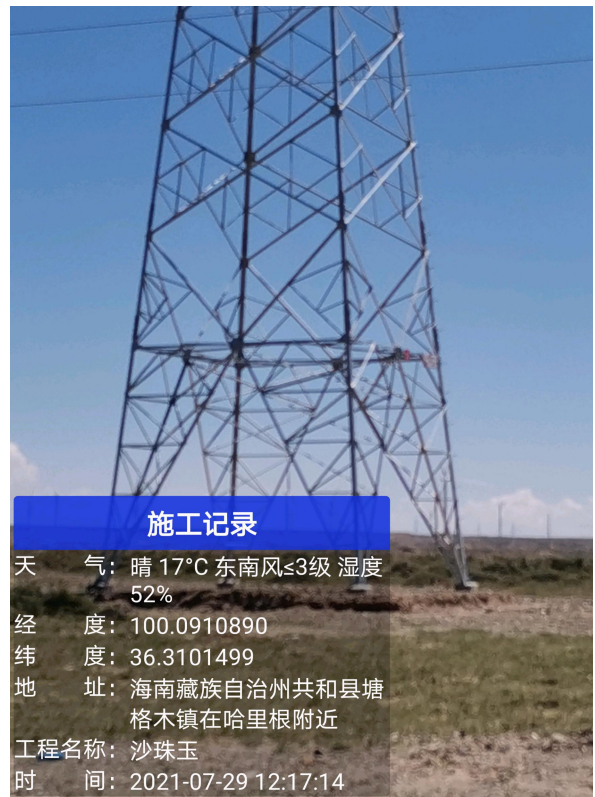 施工记录
天 气：晴 17°C 东南风≤3级 湿度
52%
经 度：100.0910890
纬 度：36.3101499
地 址：海南藏族自治州共和县塘
格木镇在哈里根附近
工程名称：沙珠玉
时 间：2021-07-29 12:17:14